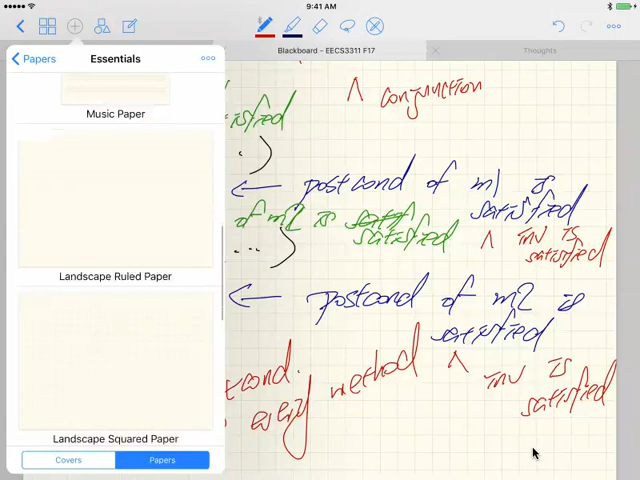 9:41 AM
Blackboard - EECS3311 F17
Thoughts
Papers
Essentials
Music Paper
Landscape Ruled Paper
Landscape Squared Paper
Covers
Papers
∧ conjunction
isfied
...)
← postcond of m1 is
satisfied
of m2 is
satisfied
∧ inv is
satisfied
...)
← postcond of m2 is
satisfied
tcond.
every method
∧ inv is
satisfied